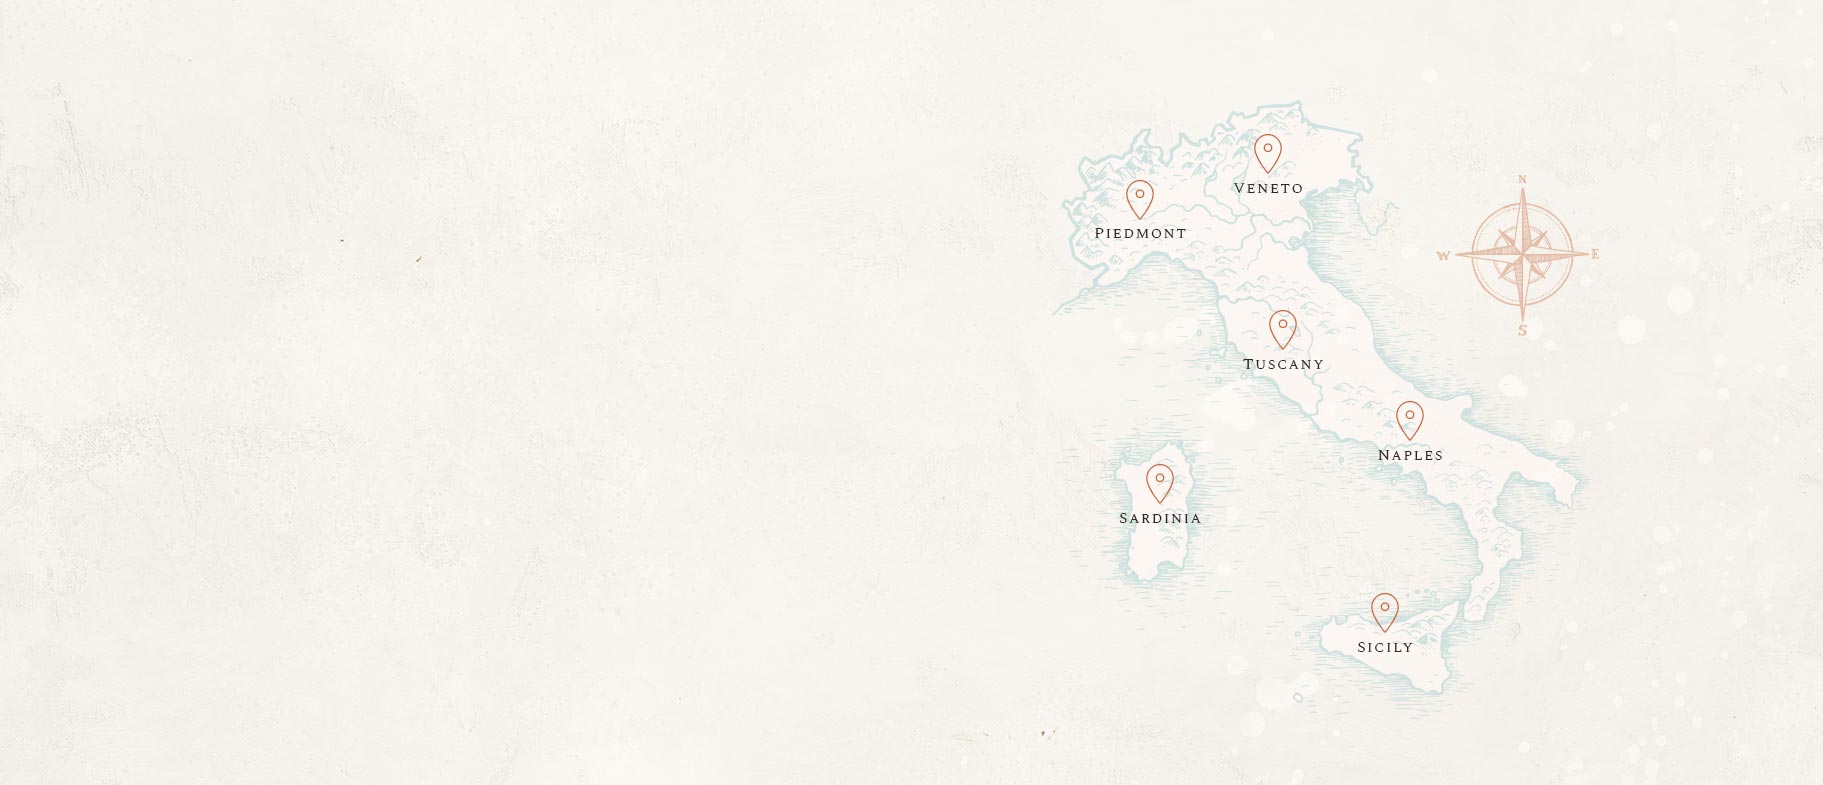 Veneto
Piedmont
N
W
E
S
Tuscany
Naples
Sardinia
Sicily